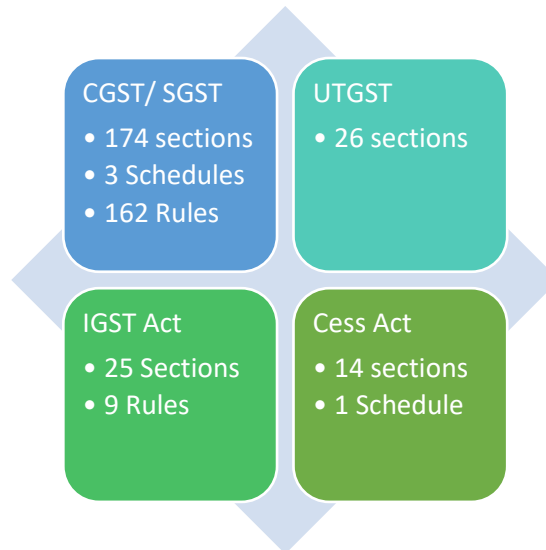 CGST/ SGST
• 174 sections
• 3 Schedules
• 162 Rules
UTGST
• 26 sections
IGST Act
• 25 Sections
• 9 Rules
Cess Act
• 14 sections
• 1 Schedule